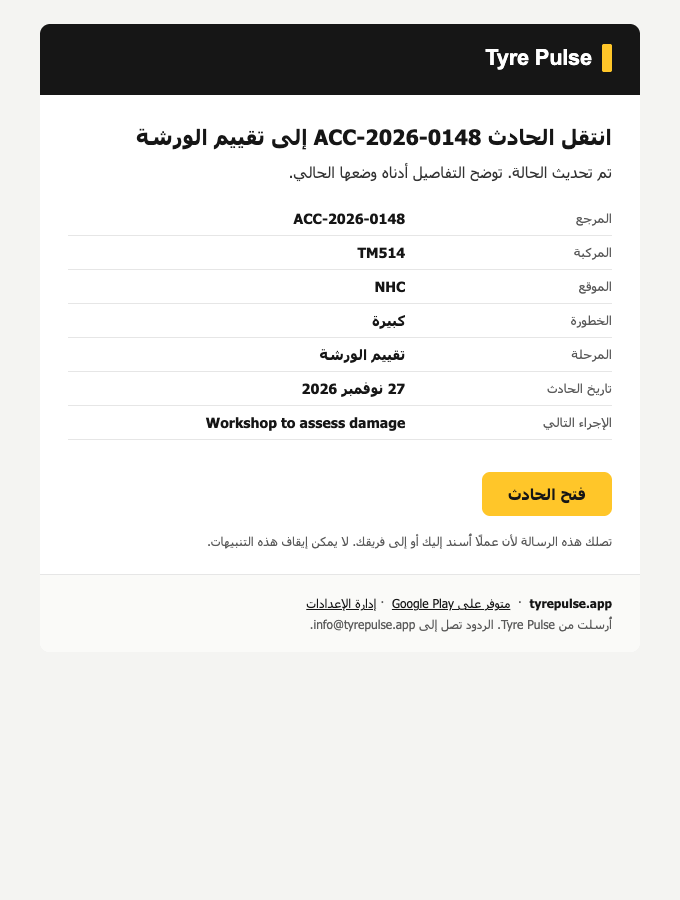 Tyre Pulse
انتقل الحادث ACC-2026-0148 إلى تقييم الورشة
تم تحديث الحالة. توضح التفاصيل أدناه وضعها الحالي.
المرجع ACC-2026-0148
المركبة TM514
الموقع NHC
الخطورة كبيرة
المرحلة تقييم الورشة
تاريخ الحادث 27 نوفمبر 2026
الإجراء التالي Workshop to assess damage
فتح الحادث
تصلك هذه الرسالة لأن عملًا أُسند إليك أو إلى فريقك. لا يمكن إيقاف هذه التنبيهات.
tyrepulse.app · متوفر على Google Play · إدارة الإعدادات
أُرسلت من Tyre Pulse. الردود تصل إلى info@tyrepulse.app.